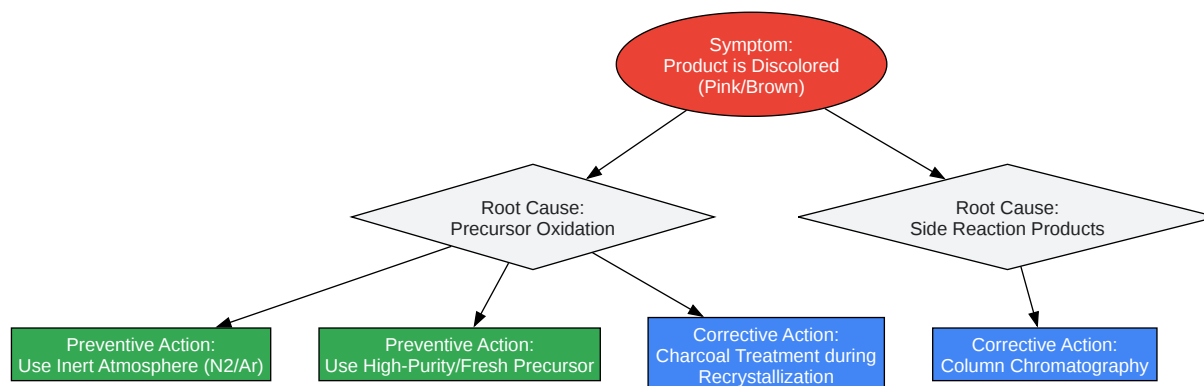 Symptom:
Product is Discolored
(Pink/Brown)
Root Cause:
Precursor Oxidation
Root Cause:
Side Reaction Products
Preventive Action:
Use Inert Atmosphere (N2/Ar)
Preventive Action:
Use High-Purity/Fresh Precursor
Corrective Action:
Charcoal Treatment during
Recrystallization
Corrective Action:
Column Chromatography